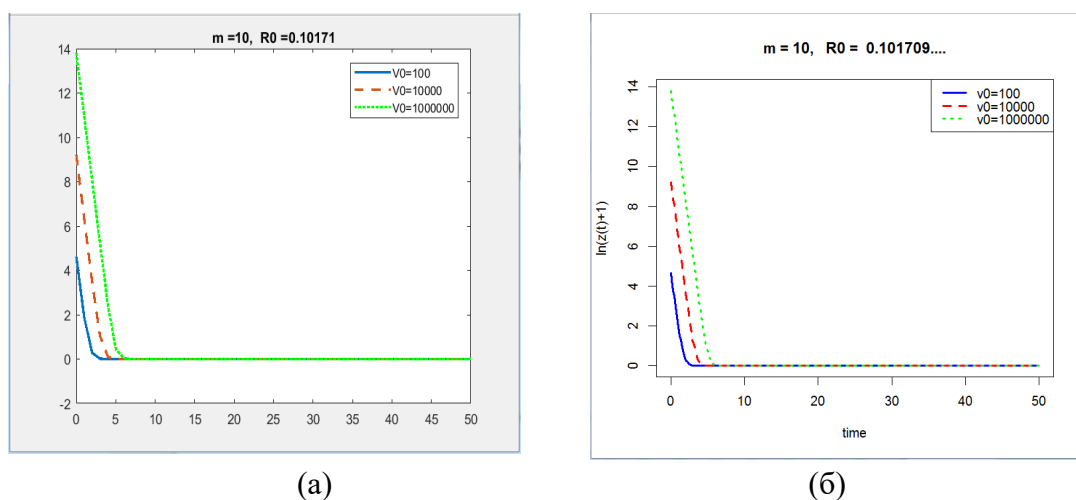 m =10,  R0 =0.10171
14
12
10
8
6
4
2
0
-2
0 5 10 15 20 25 30 35 40 45 50
V0=100
V0=10000
V0=1000000
(а)
m = 10,   R0 =  0.101709....
ln(z(t)+1)
14
12
10
8
6
4
2
0
0 10 20 30 40 50
time
v0=100
v0=10000
v0=1000000
(б)